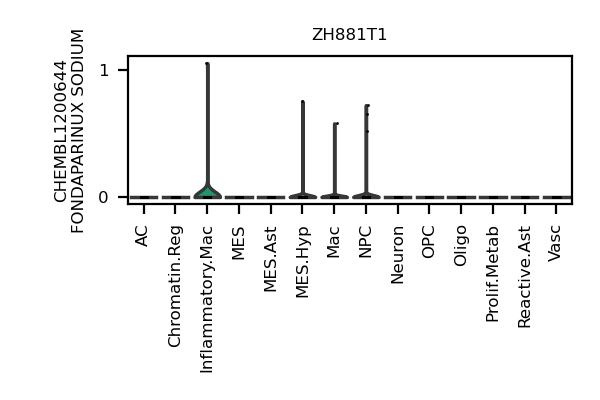 ZH881T1
CHEMBL1200644
FONDAPARINUX SODIUM
1
0
AC
Chromatin.Reg
Inflammatory.Mac
MES
MES.Ast
MES.Hyp
Mac
NPC
Neuron
OPC
Oligo
Prolif.Metab
Reactive.Ast
Vasc